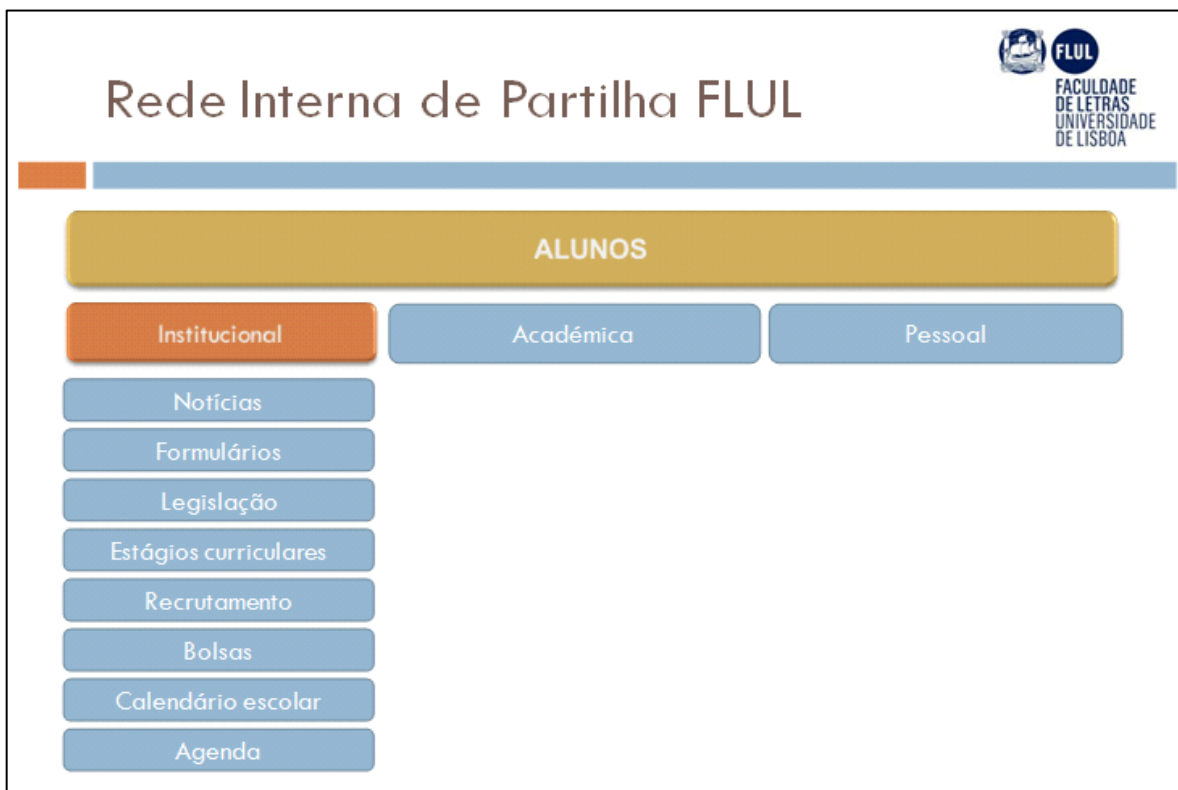 Rede Interna de Partilha FLUL
FLUL
FACULDADE
DE LETRAS
UNIVERSIDADE
DE LISBOA
ALUNOS
Institucional
Académica
Pessoal
Notícias
Formulários
Legislação
Estágios curriculares
Recrutamento
Bolsas
Calendário escolar
Agenda